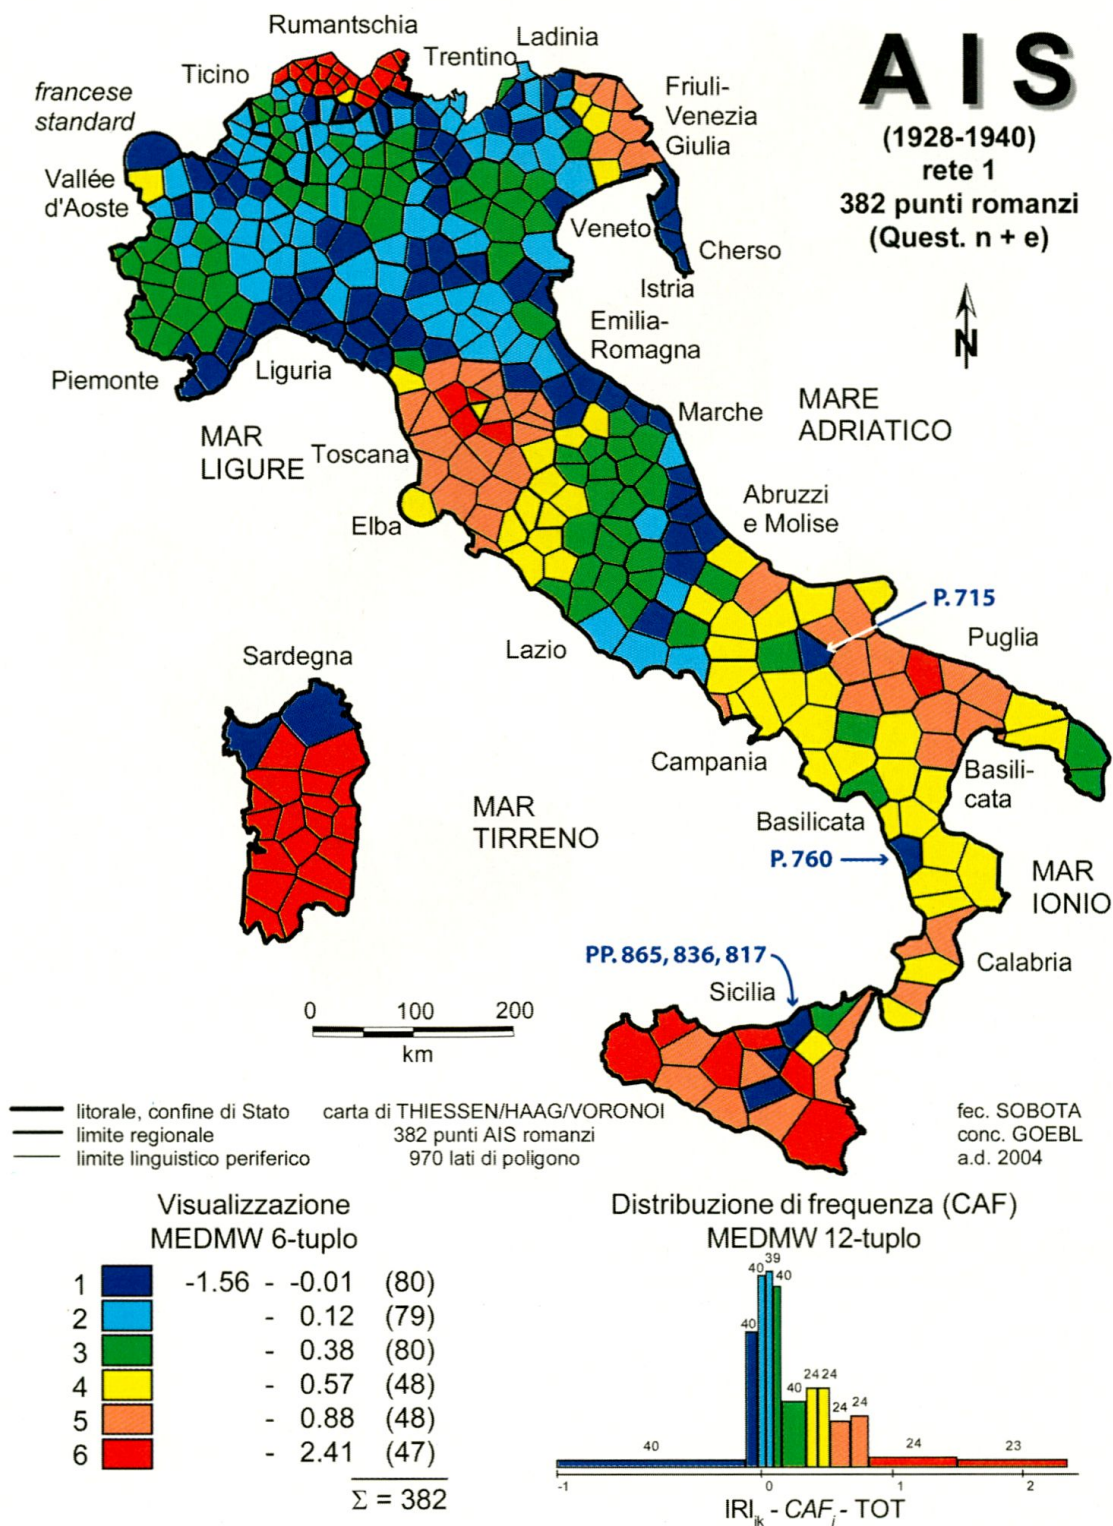 AIS
(1928-1940)
rete 1
382 punti romanzi
(Quest. n + e)
N
Rumantschia
Ladinia
Trentino
Ticino
francese
standard
Friuli-
Venezia
Giulia
Vallée
d'Aoste
Veneto
Cherso
Istria
Emilia-
Romagna
Piemonte
Liguria
Marche
MARE
ADRIATICO
MAR
LIGURE
Toscana
Abruzzi
e Molise
Elba
P.715
Puglia
Lazio
Sardegna
Campania
Basili-
cata
MAR
TIRRENO
Basilicata
P.760
MAR
IONIO
PP. 865, 836, 817
Calabria
Sicilia
0 100 200
km
litorale, confine di Stato
limite regionale
limite linguistico periferico
carta di THIESSEN/HAAG/VORONOI
382 punti AIS romanzi
970 lati di poligono
fec. SOBOTA
conc. GOEBL
a.d. 2004
Visualizzazione
MEDMW 6-tuplo
1 -1.56 - -0.01 (80)
2 - 0.12 (79)
3 - 0.38 (80)
4 - 0.57 (48)
5 - 0.88 (48)
6 - 2.41 (47)
Σ = 382
Distribuzione di frequenza (CAF)
MEDMW 12-tuplo
40 40 40 39 40 40 24 24 24 24 24 23
-1 0 1 2
IRIik - CAFi - TOT